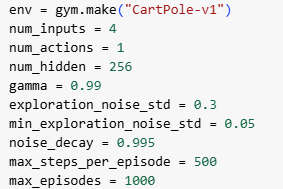 env = gym.make("CartPole-v1")
num_inputs = 4
num_actions = 1
num_hidden = 256
gamma = 0.99
exploration_noise_std = 0.3
min_exploration_noise_std = 0.05
noise_decay = 0.995
max_steps_per_episode = 500
max_episodes = 1000